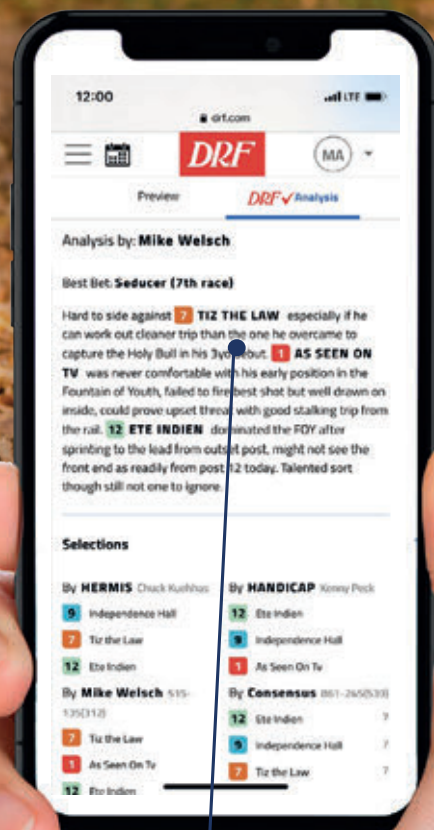 12:00
LTE
drf.com
DRF
MA
Preview
DRF Analysis
Analysis by: Mike Welsch
Best Bet: Seducer (7th race)
Hard to side against 7 TIZ THE LAW especially if he
can work out cleaner trip than the one he overcame to
capture the Holy Bull in his 3yo debut. 1 AS SEEN ON
TV was never comfortable with his early position in the
Fountain of Youth, failed to fire best shot but well drawn on
inside, could prove upset threat with good stalking trip from
the rail. 12 ETE INDIEN dominated the FOY after
sprinting to the lead from outset post, might not see the
front end as readily from post 12 today. Talented sort
though still not one to ignore.
Selections
By HERMIS Chuck Kuehhas
9 Independence Hall
7 Tiz the Law
12 Ete Indien
By HANDICAP Kenny Peck
12 Ete Indien
9 Independence Hall
1 As Seen On Tv
By Mike Welsch 515-
135(312)
7 Tiz the Law
1 As Seen On Tv
12 Ete Indien
By Consensus 861-265(533)
12 Ete Indien 7
9 Independence Hall 7
7 Tiz the Law 7